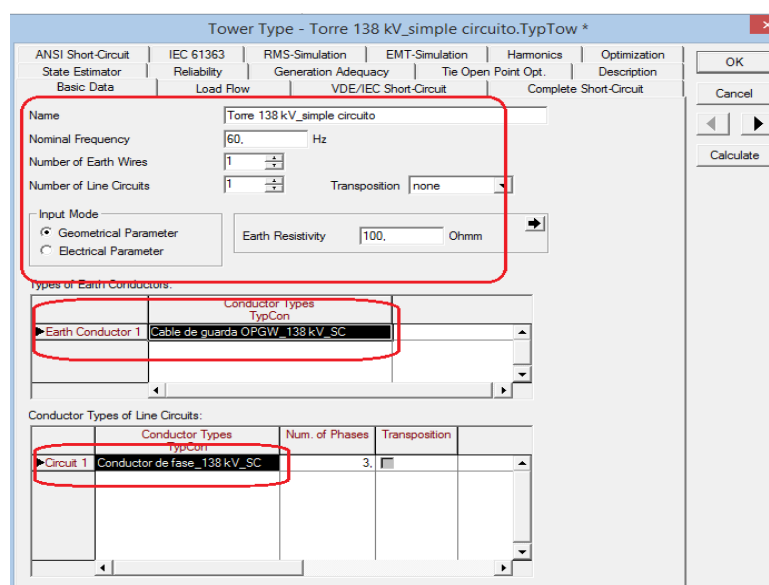 Tower Type - Torre 138 kV_simple circuito.TypTow *
ANSI Short-Circuit IEC 61363 RMS-Simulation EMT-Simulation Harmonics Optimization
State Estimator Reliability Generation Adequacy Tie Open Point Opt. Description
Basic Data Load Flow VDE/IEC Short-Circuit Complete Short-Circuit
OK
Cancel
Calculate
Name Torre 138 kV_simple circuito
Nominal Frequency 60, Hz
Number of Earth Wires 1
Number of Line Circuits 1 Transposition none
Input Mode
Geometrical Parameter
Electrical Parameter
Earth Resistivity 100, Ohmm
Types of Earth Conductors:
Conductor Types
TypCon
Earth Conductor 1 Cable de guarda OPGW_138 kV_SC
Conductor Types of Line Circuits:
Conductor Types Num. of Phases Transposition
TypCon
Circuit 1 Conductor de fase_138 kV_SC 3,